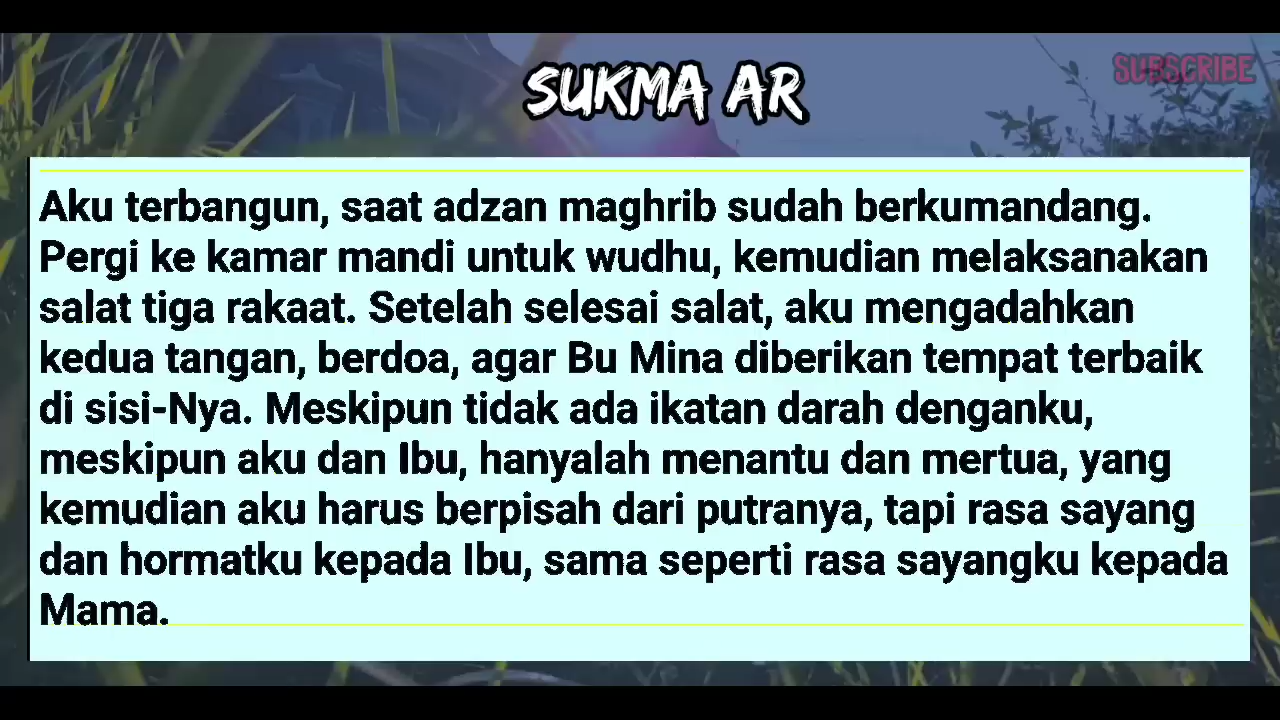 SUKMA AR
SUBSCRIBE
Aku terbangun, saat adzan maghrib sudah berkumandang.
Pergi ke kamar mandi untuk wudhu, kemudian melaksanakan
salat tiga rakaat. Setelah selesai salat, aku mengadahkan
kedua tangan, berdoa, agar Bu Mina diberikan tempat terbaik
di sisi-Nya. Meskipun tidak ada ikatan darah denganku,
meskipun aku dan Ibu, hanyalah menantu dan mertua, yang
kemudian aku harus berpisah dari putranya, tapi rasa sayang
dan hormatku kepada Ibu, sama seperti rasa sayangku kepada
Mama.